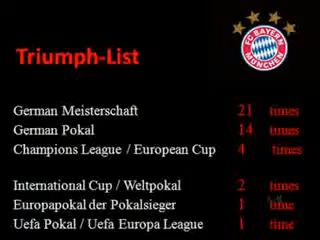 FC BAYERN
MÜNCHEN
Triumph-List
German Meisterschaft 21 times
German Pokal 14 times
Champions League / European Cup 4 times
International Cup / Weltpokal 2 times
Europapokal der Pokalsieger 1 time
Uefa Pokal / Uefa Europa League 1 time